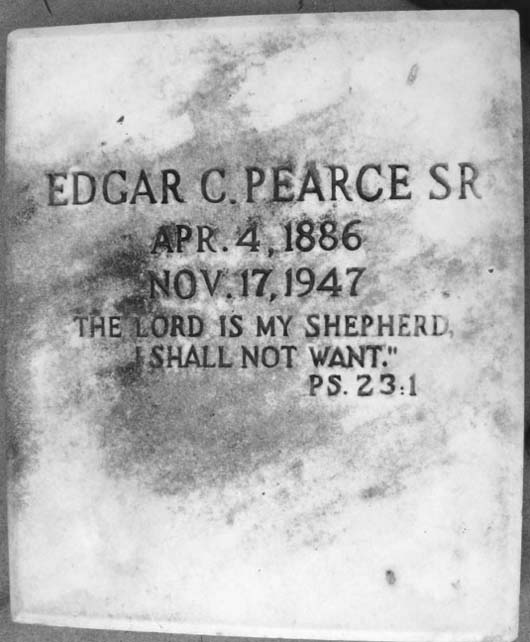 EDGAR C. PEARCE SR
APR. 4, 1886
NOV. 17, 1947
THE LORD IS MY SHEPHERD,
I SHALL NOT WANT."
PS. 23:1